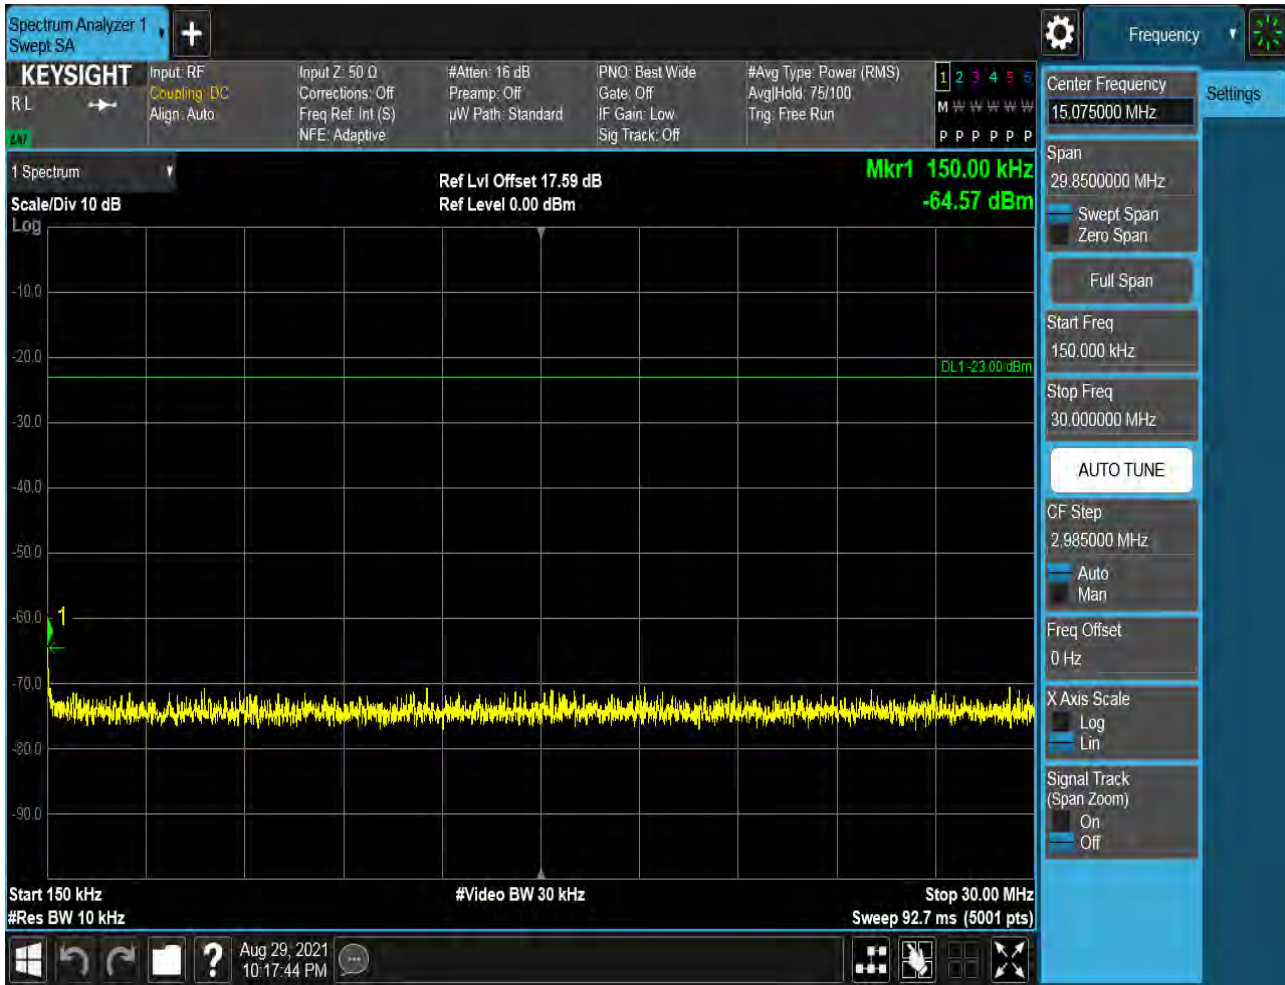 Spectrum Analyzer 1
Swept SA
Frequency
KEYSIGHT
R L
LNI
Input: RF
Coupling: DC
Align: Auto
Input Z: 50 Ω
Corrections: Off
Freq Ref: Int (S)
NFE: Adaptive
#Atten: 16 dB
Preamp: Off
µW Path: Standard
PNO: Best Wide
Gate: Off
IF Gain: Low
Sig Track: Off
#Avg Type: Power (RMS)
Avg|Hold: 75/100
Trig: Free Run
1 2 3 4 5 6
M W W W W W
P P P P P P
1 Spectrum
Scale/Div 10 dB
Log
Ref Lvl Offset 17.59 dB
Ref Level 0.00 dBm
Mkr1 150.00 kHz
-64.57 dBm
-10.0
-20.0
DL1 -23.00 dBm
-30.0
-40.0
-50.0
-60.0
1
-70.0
-80.0
-90.0
Start 150 kHz
#Res BW 10 kHz
#Video BW 30 kHz
Stop 30.00 MHz
Sweep 92.7 ms (5001 pts)
Aug 29, 2021
10:17:44 PM
Center Frequency
15.075000 MHz
Settings
Span
29.8500000 MHz
Swept Span
Zero Span
Full Span
Start Freq
150.000 kHz
Stop Freq
30.000000 MHz
AUTO TUNE
CF Step
2.985000 MHz
Auto
Man
Freq Offset
0 Hz
X Axis Scale
Log
Lin
Signal Track
(Span Zoom)
On
Off